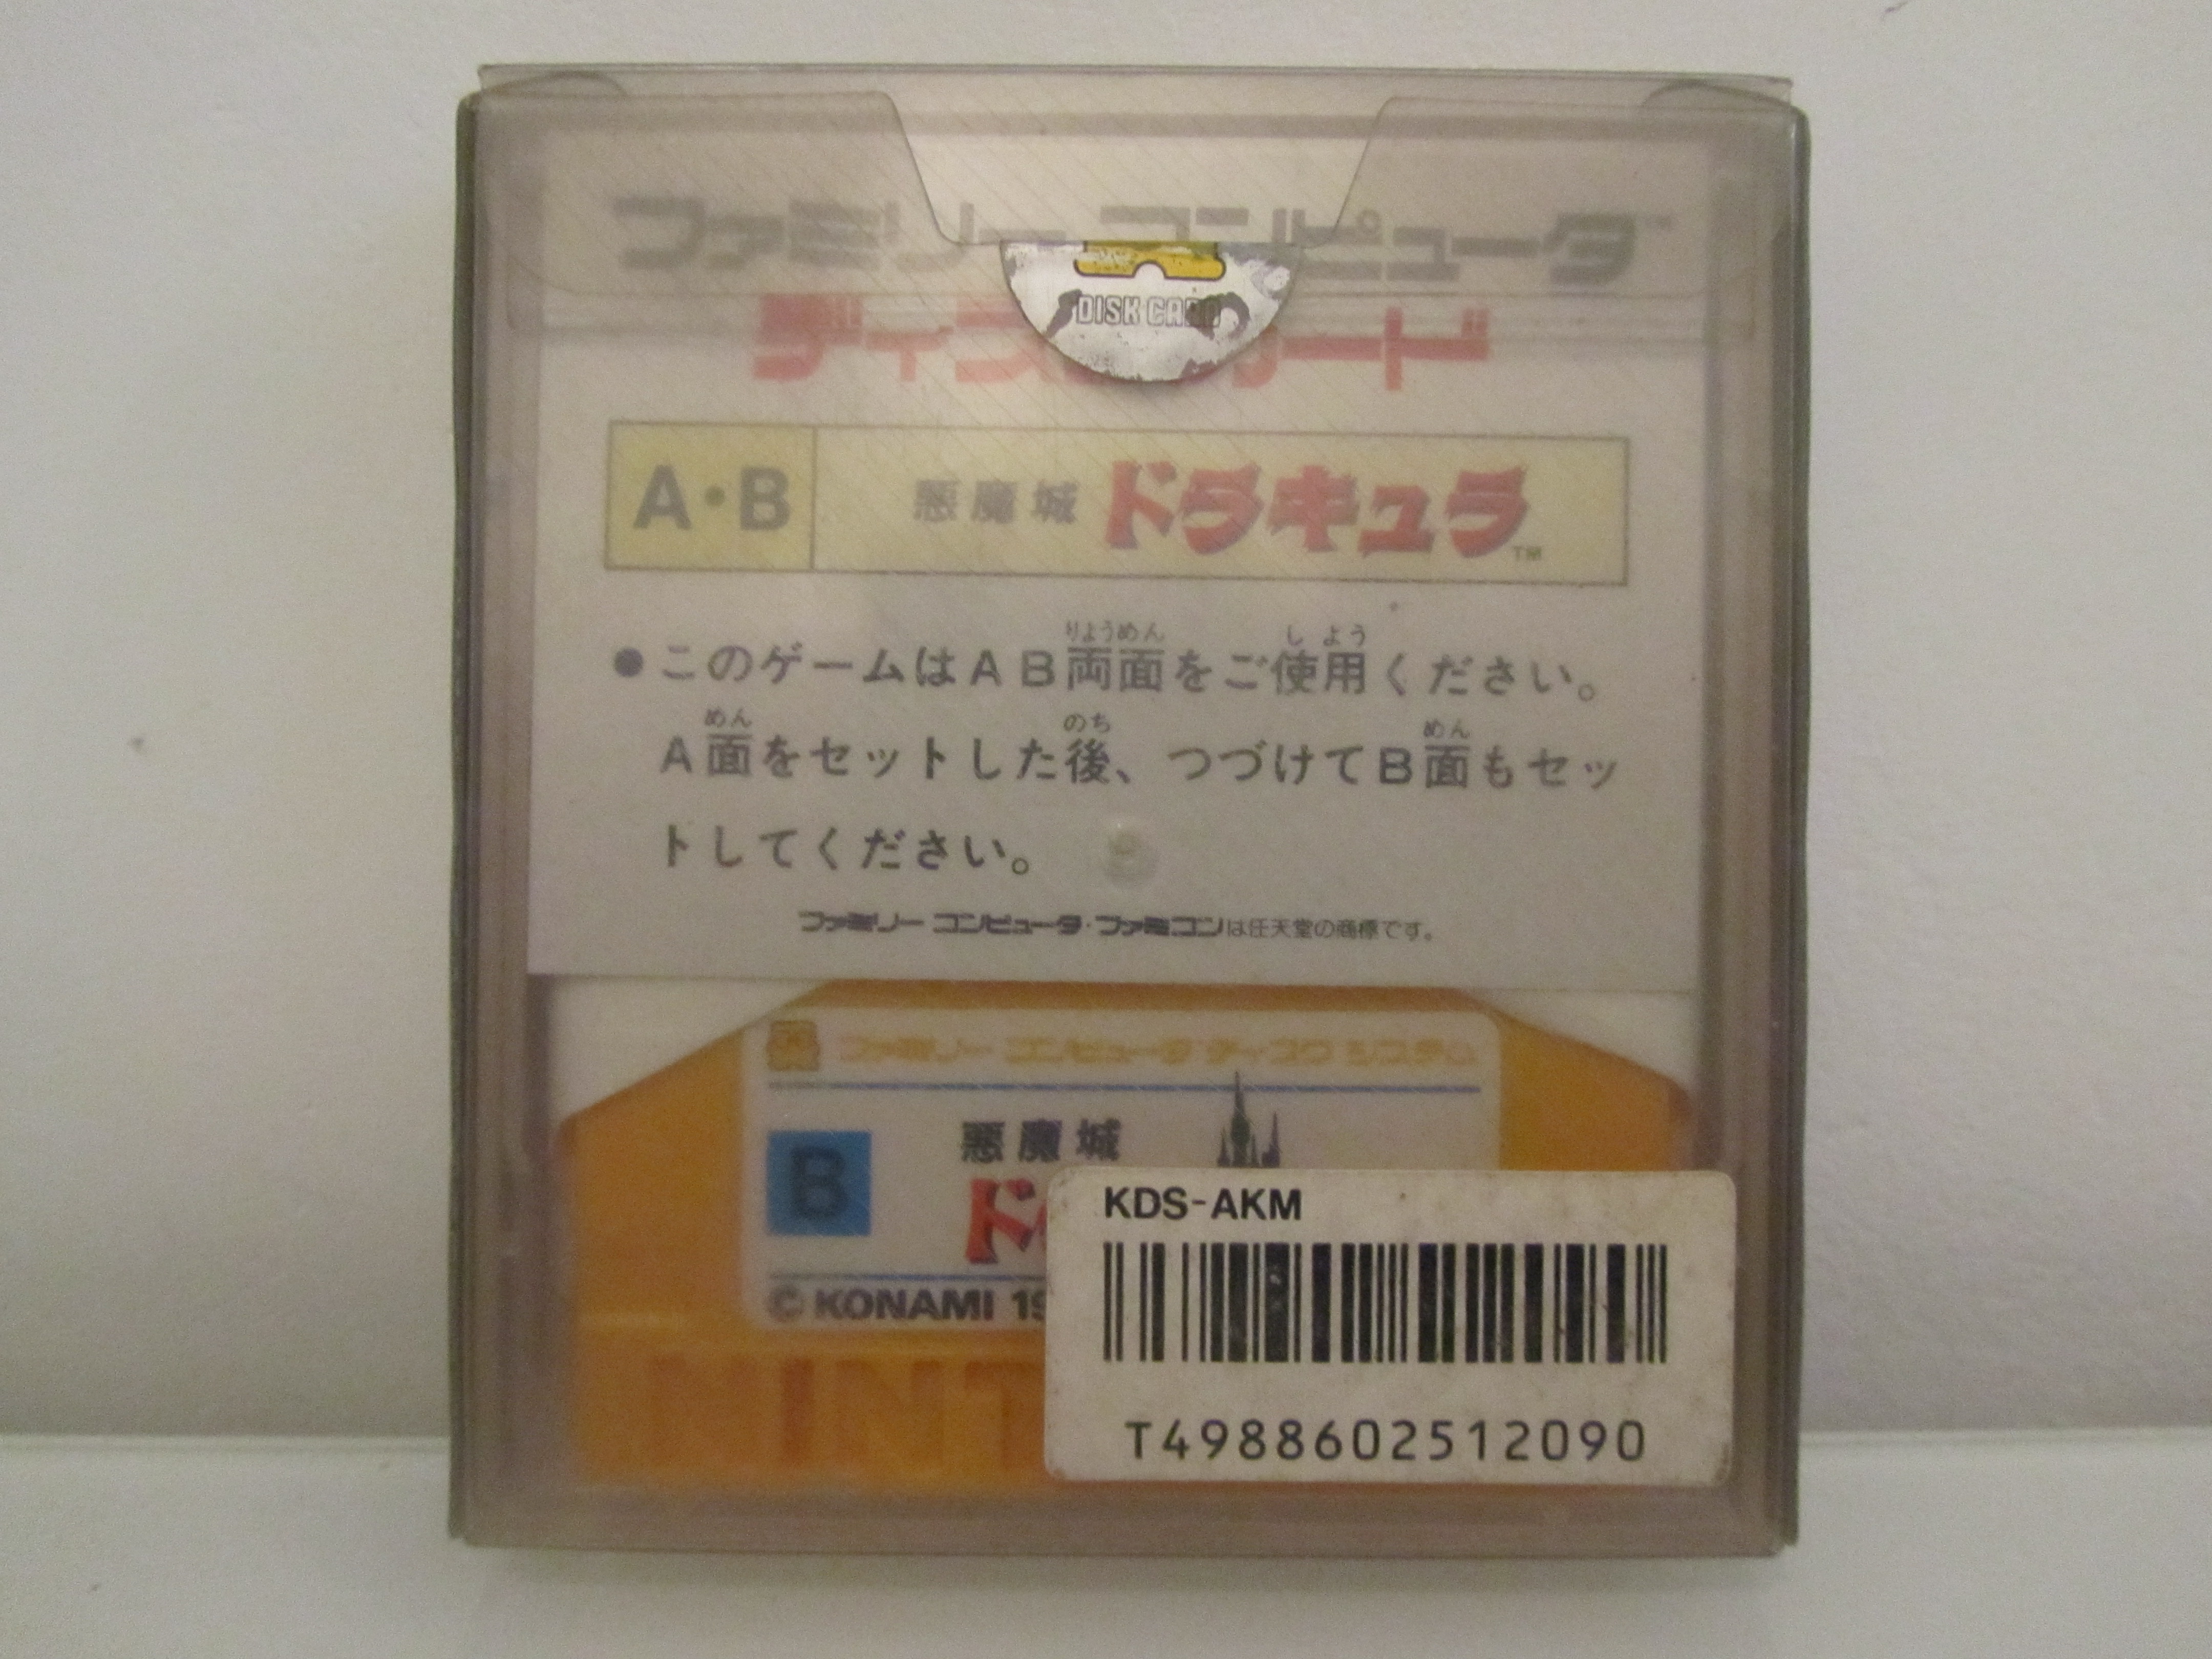 ファミリー コンピュータ™
DISK CARD
A・B 悪魔城 ドラキュラ™
りょうめん しよう
●このゲームはＡＢ両面をご使用ください。
めん のち めん
Ａ面をセットした後、つづけてＢ面もセッ
トしてください。
ファミリー コンピュータ・ファミコンは任天堂の商標です。
ファミリー コンピュータ ディスク システム
悪魔城
B
© KONAMI
KDS-AKM
T4988602512090